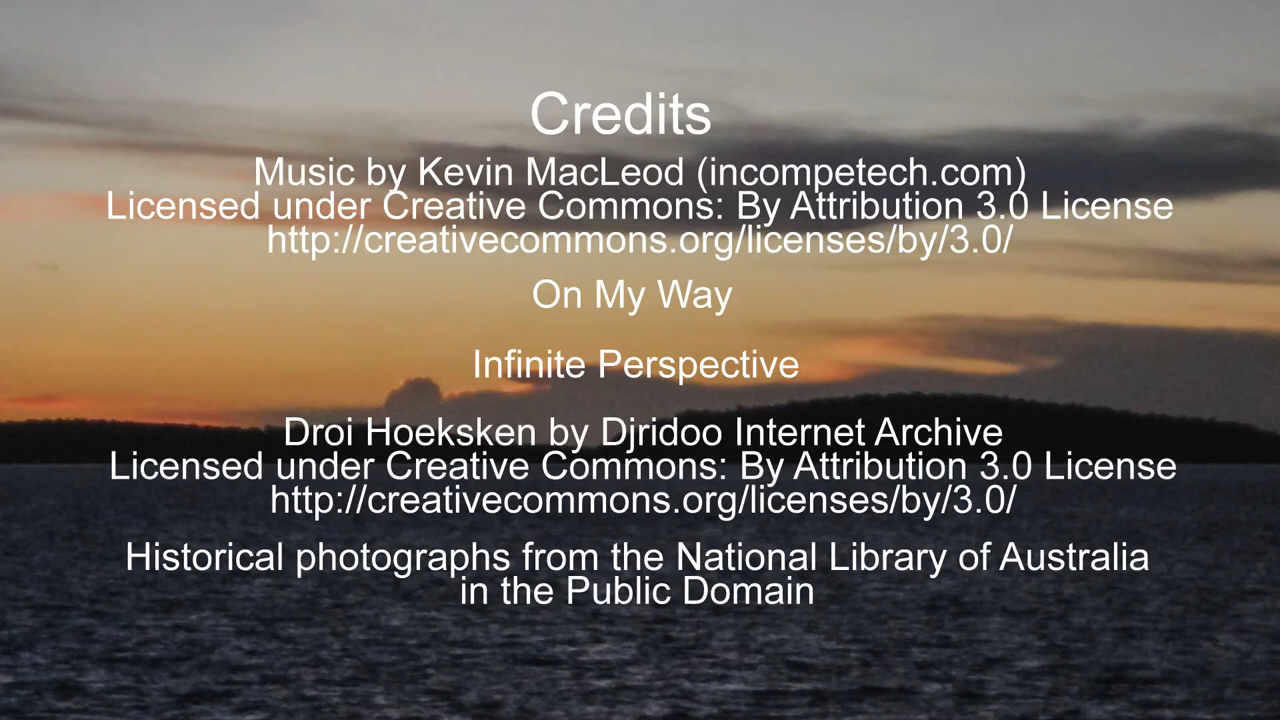 Credits
Music by Kevin MacLeod (incompetech.com)
Licensed under Creative Commons: By Attribution 3.0 License
http://creativecommons.org/licenses/by/3.0/
On My Way
Infinite Perspective
Droi Hoeksken by Djridoo Internet Archive
Licensed under Creative Commons: By Attribution 3.0 License
http://creativecommons.org/licenses/by/3.0/
Historical photographs from the National Library of Australia
in the Public Domain